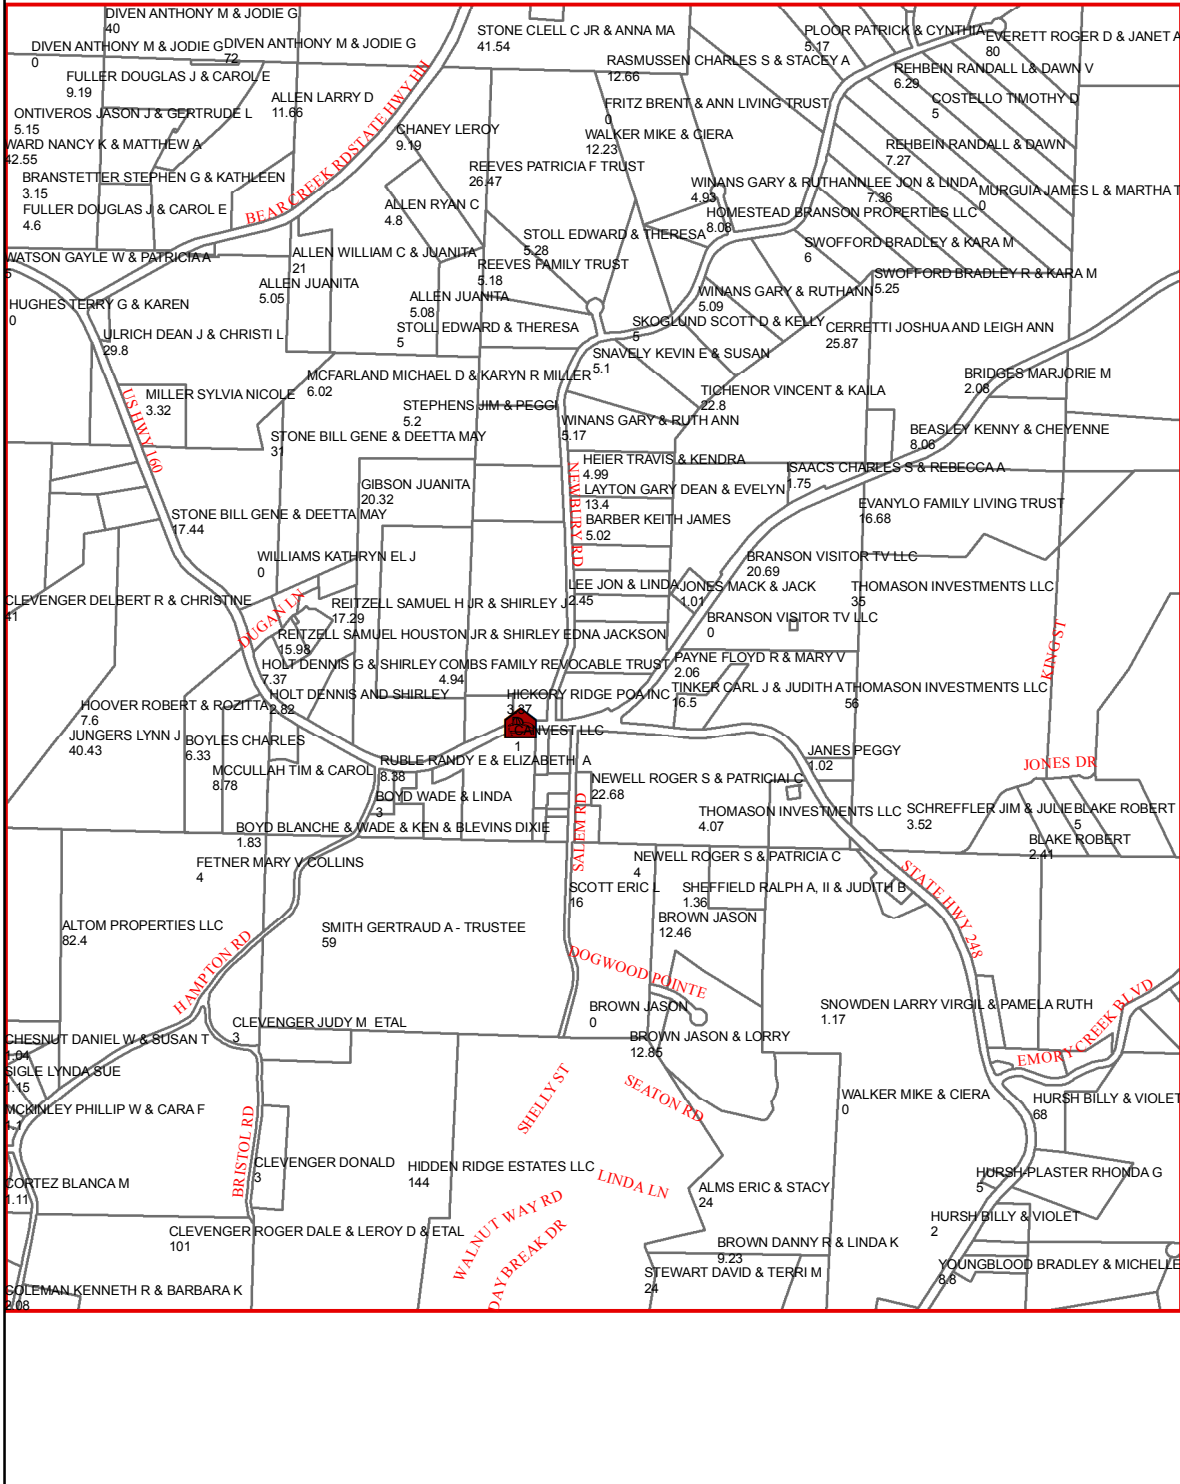 DIVEN ANTHONY M & JODIE G
40
DIVEN ANTHONY M & JODIE G
0
DIVEN ANTHONY M & JODIE G
72
STONE CLELL C JR & ANNA MA
41.54
PLOOR PATRICK & CYNTHIA
5.17
EVERETT ROGER D & JANET A
80
FULLER DOUGLAS J & CAROL E
9.19
RASMUSSEN CHARLES S & STACEY A
12.66
REHBEIN RANDALL L& DAWN V
6.29
ALLEN LARRY D
11.66
FRITZ BRENT & ANN LIVING TRUST
0
COSTELLO TIMOTHY D
5
ONTIVEROS JASON J & GERTRUDE L
5.15
CHANEY LEROY
9.19
WALKER MIKE & CIERA
12.23
WARD NANCY K & MATTHEW A
42.55
REHBEIN RANDALL & DAWN
7.27
BEAR CREEK RD
STATE HWY HN
REEVES PATRICIA F TRUST
26.47
BRANSTETTER STEPHEN G & KATHLEEN
3.15
WINANS GARY & RUTHANN
4.93
LEE JON & LINDA
7.36
MURGUIA JAMES L & MARTHA T
0
FULLER DOUGLAS J & CAROL E
4.6
ALLEN RYAN C
4.8
HOMESTEAD BRANSON PROPERTIES LLC
8.08
STOLL EDWARD & THERESA
5.28
SWOFFORD BRADLEY & KARA M
6
WATSON GAYLE W & PATRICIA A
5
ALLEN WILLIAM C & JUANITA
21
REEVES FAMILY TRUST
5.18
SWOFFORD BRADLEY R & KARA M
5.25
ALLEN JUANITA
5.05
ALLEN JUANITA
5.08
WINANS GARY & RUTHANN
5.09
HUGHES TERRY G & KAREN
0
SKOGLUND SCOTT D & KELLY
5
STOLL EDWARD & THERESA
5
CERRETTI JOSHUA AND LEIGH ANN
25.87
ULRICH DEAN J & CHRISTI L
29.8
SNAVELY KEVIN E & SUSAN
5.1
MCFARLAND MICHAEL D & KARYN R MILLER
6.02
BRIDGES MARJORIE M
2.08
MILLER SYLVIA NICOLE
3.32
TICHENOR VINCENT & KAILA
22.8
STEPHENS JIM & PEGGI
5.2
US HWY 160
WINANS GARY & RUTH ANN
5.17
BEASLEY KENNY & CHEYENNE
8.06
STONE BILL GENE & DEETTA MAY
31
HEIER TRAVIS & KENDRA
4.99
ISAACS CHARLES S & REBECCA A
1.75
GIBSON JUANITA
20.32
LAYTON GARY DEAN & EVELYN
13.4
EVANYLO FAMILY LIVING TRUST
16.68
NEWBURY RD
STONE BILL GENE & DEETTA MAY
17.44
BARBER KEITH JAMES
5.02
WILLIAMS KATHRYN EL J
0
BRANSON VISITOR TV LLC
20.69
LEE JON & LINDA
2.45
JONES MACK & JACK
1.01
THOMASON INVESTMENTS LLC
35
CLEVENGER DELBERT R & CHRISTINE
41
REITZELL SAMUEL H JR & SHIRLEY J
17.29
BRANSON VISITOR TV LLC
0
DUGAN LN
REITZELL SAMUEL HOUSTON JR & SHIRLEY EDNA JACKSON
15.98
KING ST
HOLT DENNIS G & SHIRLEY
7.37
COMBS FAMILY REVOCABLE TRUST
4.94
PAYNE FLOYD R & MARY V
2.06
HOLT DENNIS AND SHIRLEY
2.82
HICKORY RIDGE POA INC
3.87
TINKER CARL J & JUDITH A
16.5
THOMASON INVESTMENTS LLC
56
HOOVER ROBERT & ROZITTA
7.6
CANVEST LLC
1
JUNGERS LYNN J
40.43
BOYLES CHARLES
6.33
JANES PEGGY
1.02
RUBLE RANDY E & ELIZABETH A
8.38
JONES DR
MCCULLAH TIM & CAROL
8.78
NEWELL ROGER S & PATRICIAI C
22.68
BOYD WADE & LINDA
3
SALEM RD
THOMASON INVESTMENTS LLC
4.07
SCHREFFLER JIM & JULIE
3.52
BLAKE ROBERT
5
BOYD BLANCHE & WADE & KEN & BLEVINS DIXIE
1.83
BLAKE ROBERT
2.41
FETNER MARY V COLLINS
4
NEWELL ROGER S & PATRICIA C
4
STATE HWY 248
SCOTT ERIC L
16
SHEFFIELD RALPH A, II & JUDITH B
1.36
ALTOM PROPERTIES LLC
82.4
SMITH GERTRAUD A - TRUSTEE
59
BROWN JASON
12.46
HAMPTON RD
DOGWOOD POINTE
BROWN JASON
0
SNOWDEN LARRY VIRGIL & PAMELA RUTH
1.17
EMORY CREEK BLVD
CLEVENGER JUDY M ETAL
3
CHESNUT DANIEL W & SUSAN T
1.04
BROWN JASON & LORRY
12.85
SIGLE LYNDA SUE
1.15
SHELLY ST
SEATON RD
WALKER MIKE & CIERA
0
HURSH BILLY & VIOLET
68
MCKINLEY PHILLIP W & CARA F
1.1
BRISTOL RD
CLEVENGER DONALD
3
HIDDEN RIDGE ESTATES LLC
144
LINDA LN
HURSH-PLASTER RHONDA G
5
CORTEZ BLANCA M
1.11
ALMS ERIC & STACY
24
WALNUT WAY RD
HURSH BILLY & VIOLET
2
CLEVENGER ROGER DALE & LEROY D & ETAL
101
DAY BREAK DR
BROWN DANNY R & LINDA K
9.23
YOUNGBLOOD BRADLEY & MICHELLE
8.8
STEWART DAVID & TERRI M
24
COLEMAN KENNETH R & BARBARA K
2.08